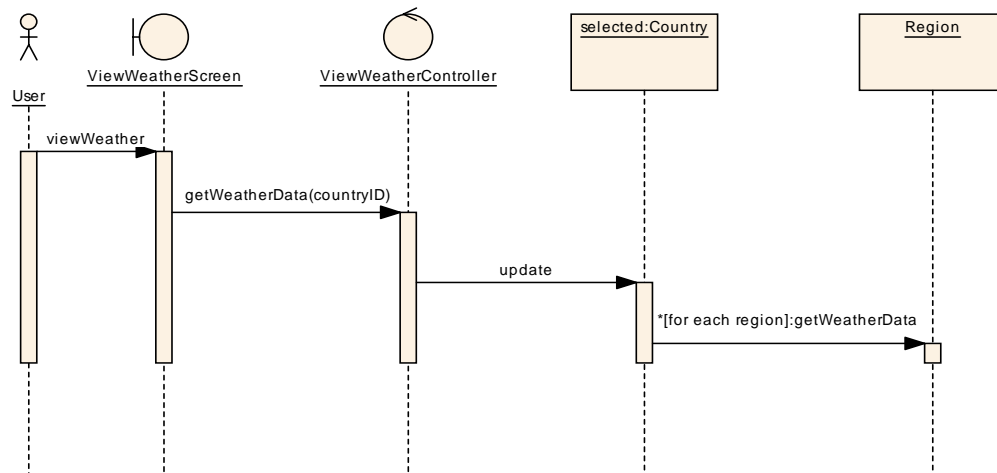 selected:Country
Region
ViewWeatherScreen
ViewWeatherController
User
viewWeather
getWeatherData(countryID)
update
*[for each region]:getWeatherData